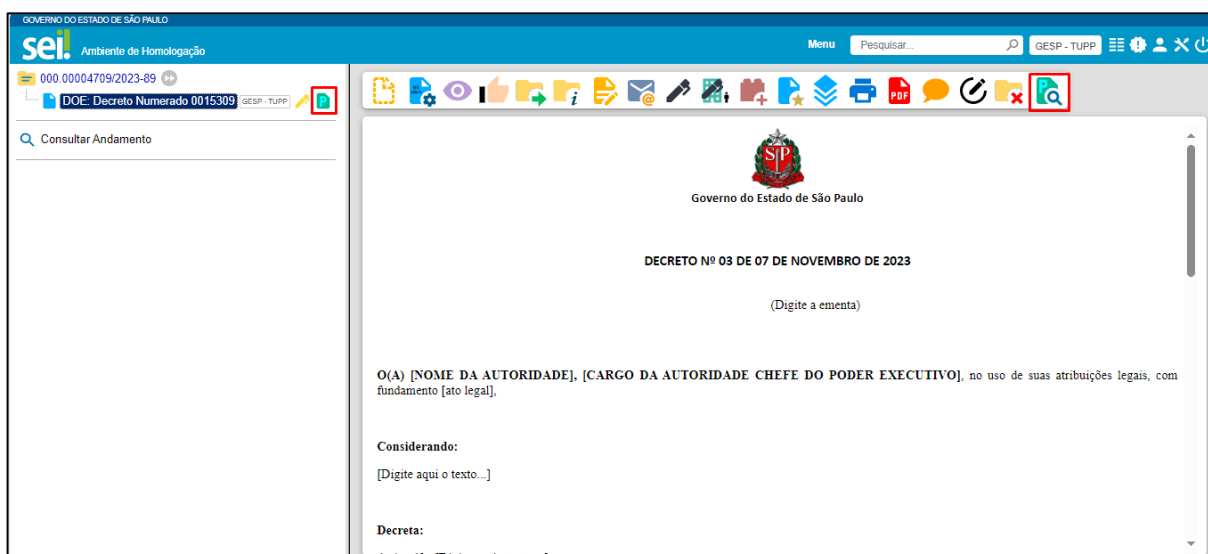 GOVERNO DO ESTADO DE SÃO PAULO
sei! Ambiente de Homologação
Menu Pesquisar... GESP - TUPP
000.00004709/2023-89
DOE: Decreto Numerado 0015309 GESP - TUPP
Consultar Andamento
PDF
SP
Governo do Estado de São Paulo
DECRETO Nº 03 DE 07 DE NOVEMBRO DE 2023
(Digite a ementa)
O(A) [NOME DA AUTORIDADE], [CARGO DA AUTORIDADE CHEFE DO PODER EXECUTIVO], no uso de suas atribuições legais, com
fundamento [ato legal],
Considerando:
[Digite aqui o texto...]
Decreta: